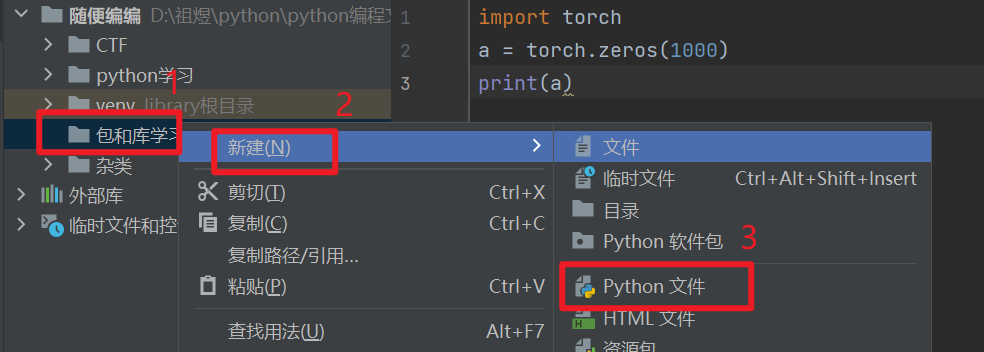 随便编编 D:\祖煜\python\python编程文
CTF
python学习
venv library根目录
包和库学习
杂类
外部库
临时文件和控
1
2
3
1 import torch
2 a = torch.zeros(1000)
3 print(a)
新建(N)
剪切(T) Ctrl+X
复制(C) Ctrl+C
复制路径/引用...
粘贴(P) Ctrl+V
查找用法(U) Alt+F7
文件
临时文件 Ctrl+Alt+Shift+Insert
目录
Python 软件包
Python 文件
HTML 文件
资源包